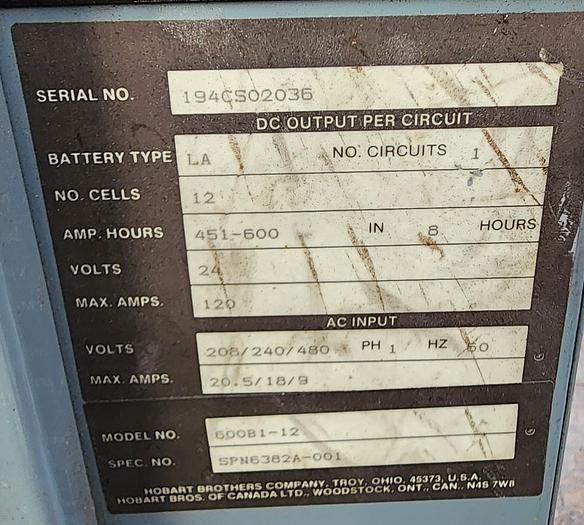 SERIAL NO. 194CS02036
DC OUTPUT PER CIRCUIT
BATTERY TYPE LA NO. CIRCUITS 1
NO. CELLS 12
AMP. HOURS 451-600 IN 8 HOURS
VOLTS 24
MAX. AMPS. 120
AC INPUT
VOLTS 208/240/480 PH 1 HZ 60
MAX. AMPS. 20.5/18/9
MODEL NO. 600B1-12
SPEC. NO. SPN6382A-001
HOBART BROTHERS COMPANY, TROY, OHIO, 45373, U.S.A.
HOBART BROS. OF CANADA LTD., WOODSTOCK, ONT., CAN., N4S 7W8